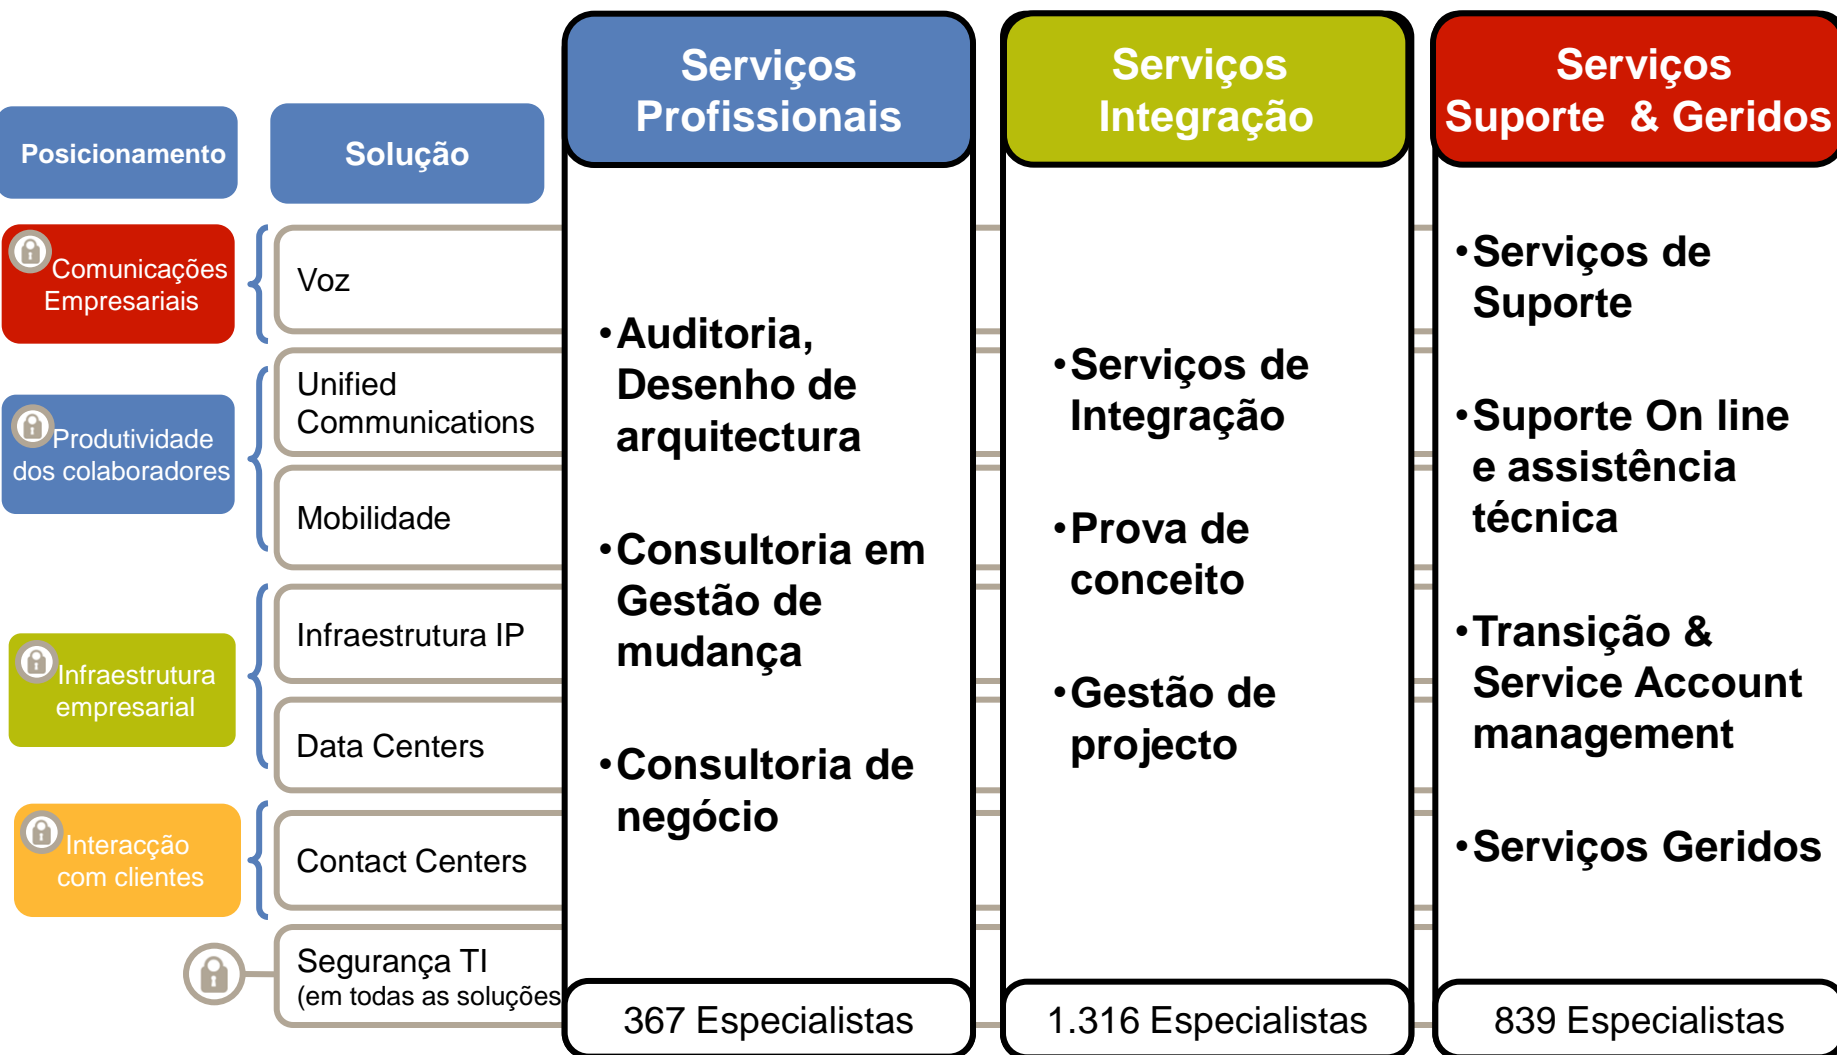 Posicionamento
Solução
Serviços
Profissionais
Serviços
Integração
Serviços
Suporte & Geridos
Comunicações
Empresariais
Voz
Produtividade
dos colaboradores
Unified
Communications
Mobilidade
Infraestrutura
empresarial
Infraestrutura IP
Data Centers
Interacção
com clientes
Contact Centers
Segurança TI
(em todas as soluções
•Auditoria,
Desenho de
arquitectura
•Consultoria em
Gestão de
mudança
•Consultoria de
negócio
367 Especialistas
•Serviços de
Integração
•Prova de
conceito
•Gestão de
projecto
1.316 Especialistas
•Serviços de
Suporte
•Suporte On line
e assistência
técnica
•Transição &
Service Account
management
•Serviços Geridos
839 Especialistas